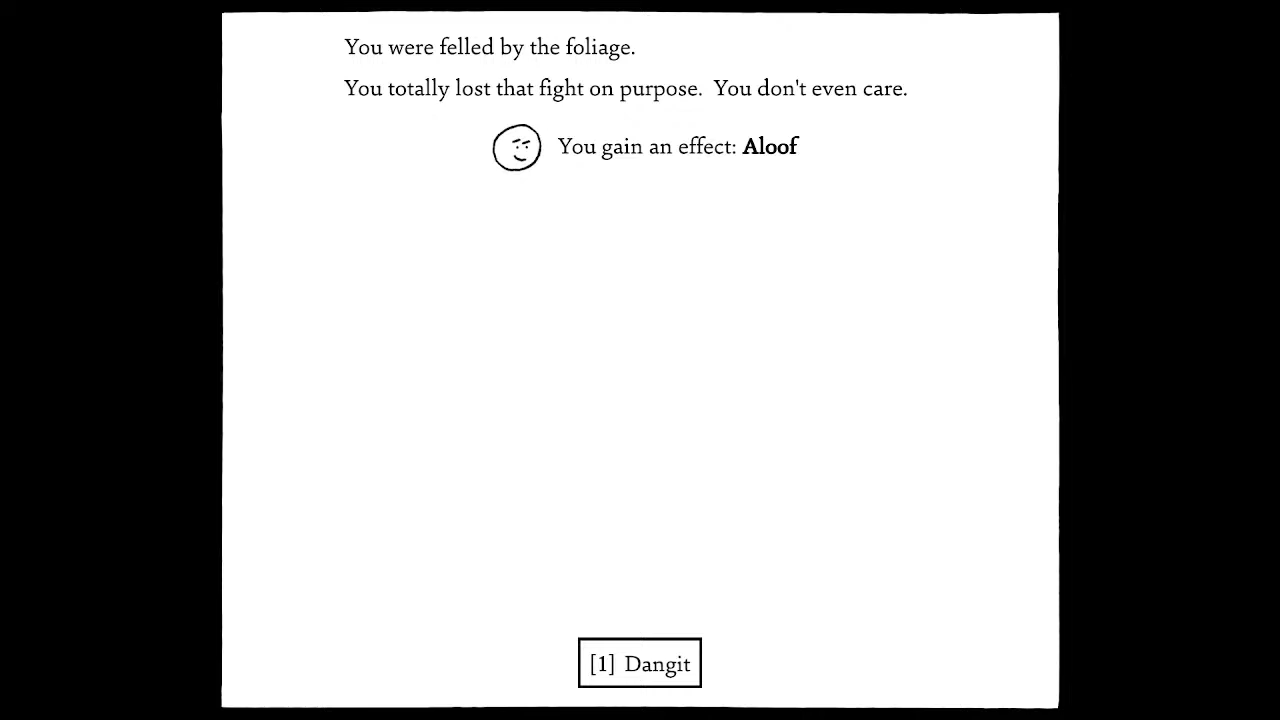 You were felled by the foliage.
You totally lost that fight on purpose.  You don't even care.
You gain an effect: Aloof
[1] Dangit